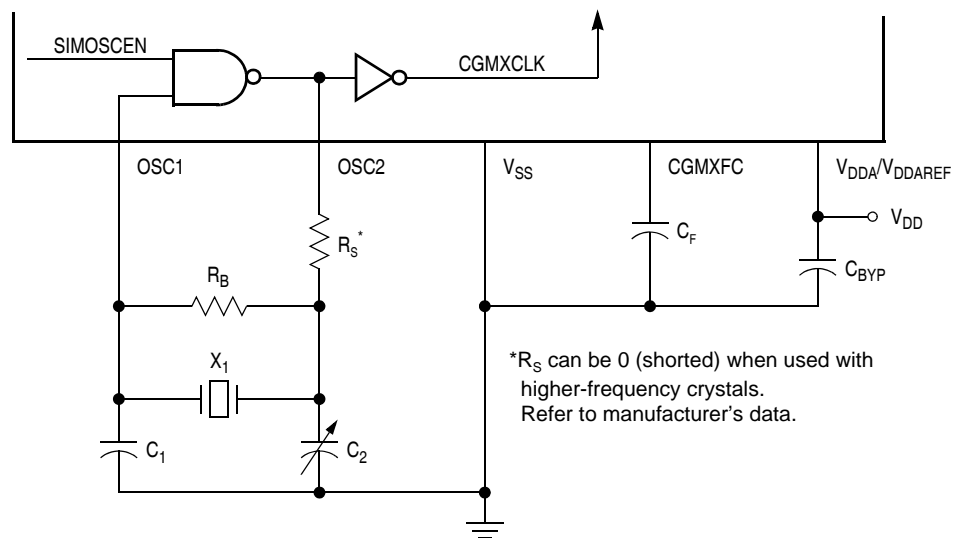 SIMOSCEN
CGMXCLK
OSC1
OSC2
VSS
CGMXFC
VDDA/VDDAREF
VDD
RS*
CF
CBYP
RB
X1
*RS can be 0 (shorted) when used with
higher-frequency crystals.
Refer to manufacturer's data.
C1
C2